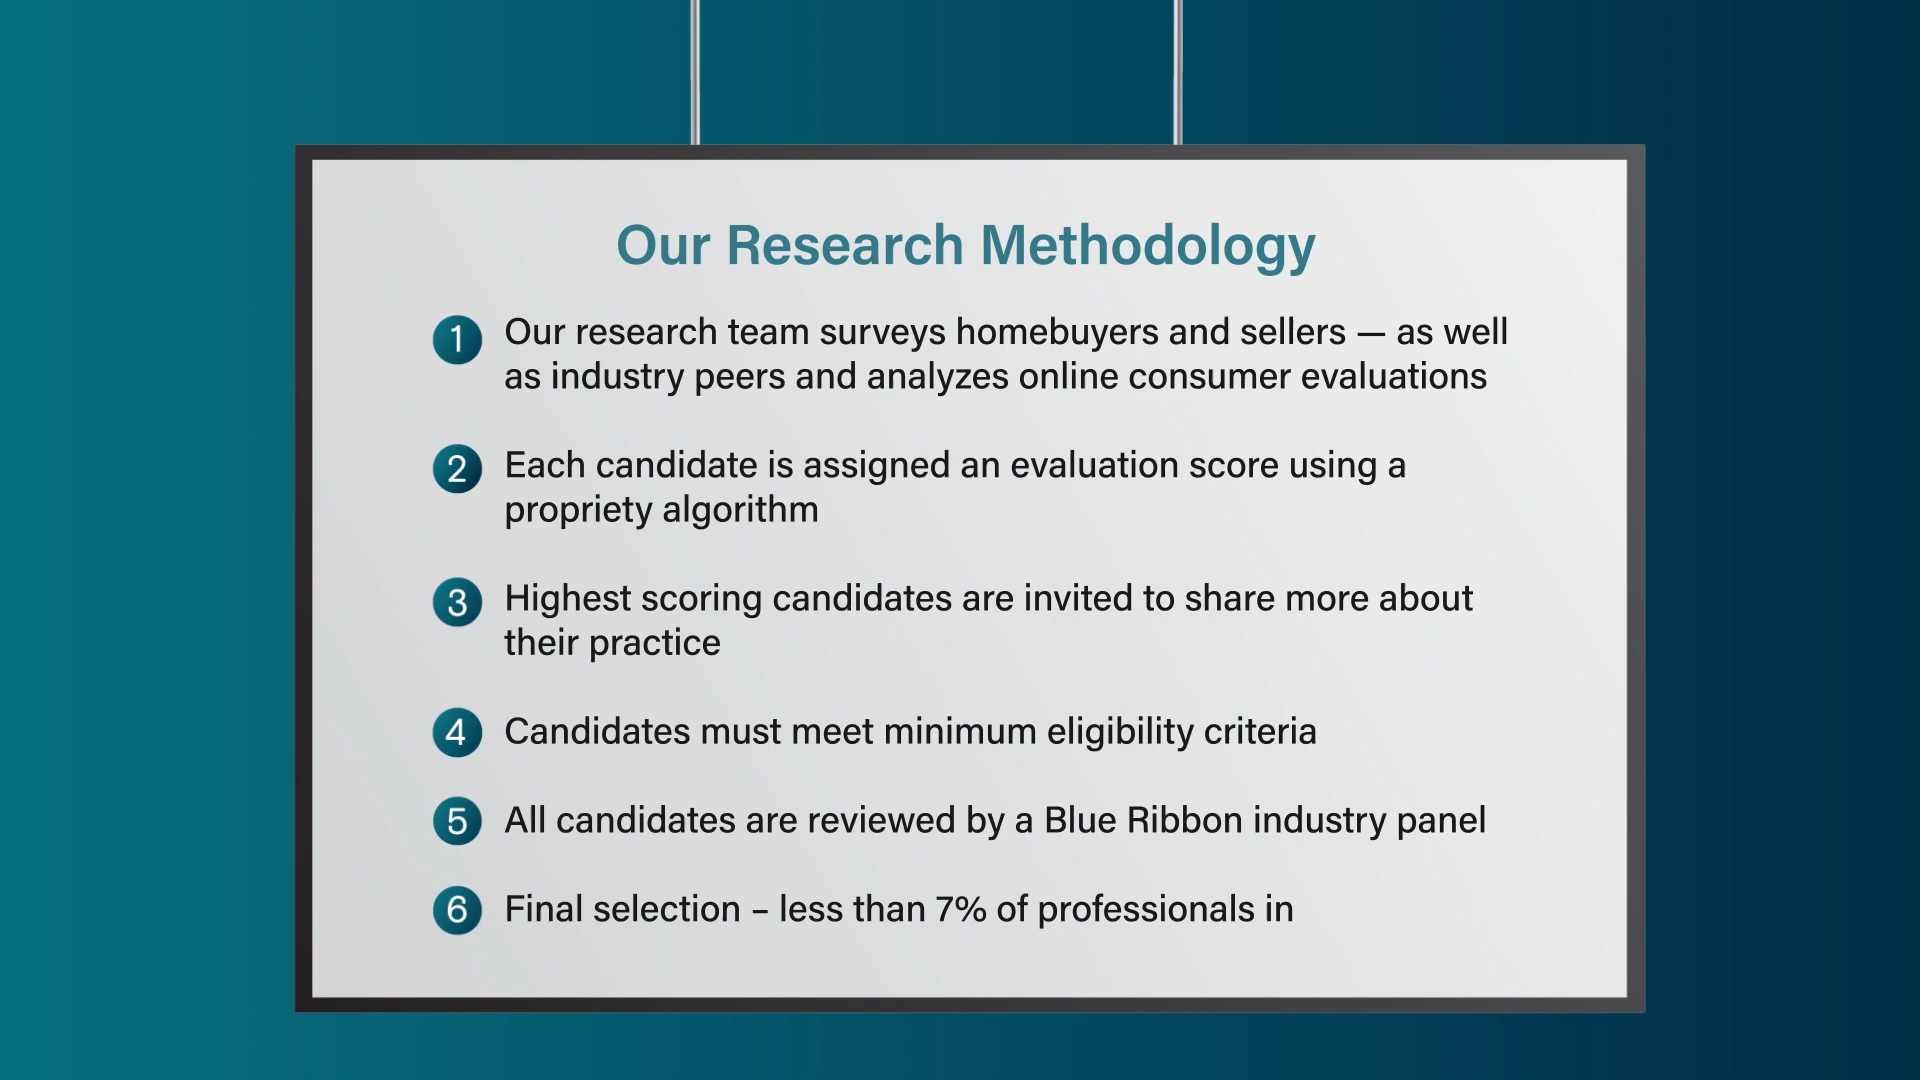 Our Research Methodology
1 Our research team surveys homebuyers and sellers — as well
as industry peers and analyzes online consumer evaluations
2 Each candidate is assigned an evaluation score using a
propriety algorithm
3 Highest scoring candidates are invited to share more about
their practice
4 Candidates must meet minimum eligibility criteria
5 All candidates are reviewed by a Blue Ribbon industry panel
6 Final selection – less than 7% of professionals in